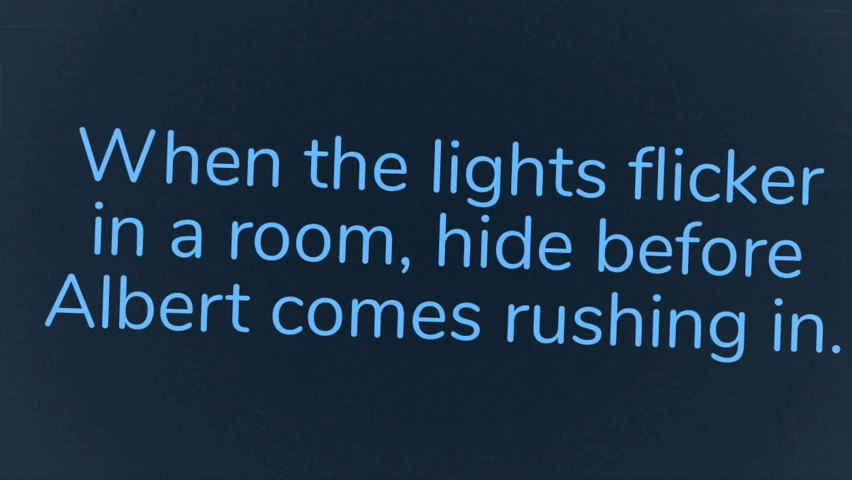 When the lights flicker
in a room, hide before
Albert comes rushing in.